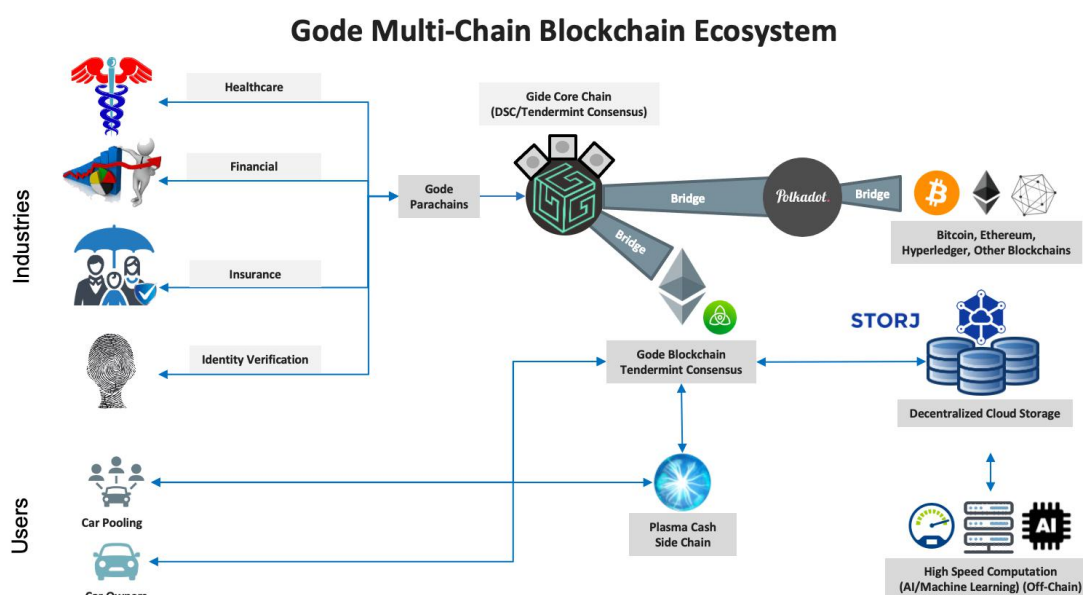 Gode Multi-Chain Blockchain Ecosystem
Industries
Healthcare
Financial
Insurance
Identity Verification
Gode
Parachains
Gide Core Chain
(DSC/Tendermint Consensus)
Bridge
Polkadot.
Bridge
Bridge
Bitcoin, Ethereum,
Hyperledger, Other Blockchains
Gode Blockchain
Tendermint Consensus
STORJ
Decentralized Cloud Storage
Users
Car Pooling
Car Owners
Plasma Cash
Side Chain
AI
High Speed Computation
(AI/Machine Learning) (Off-Chain)